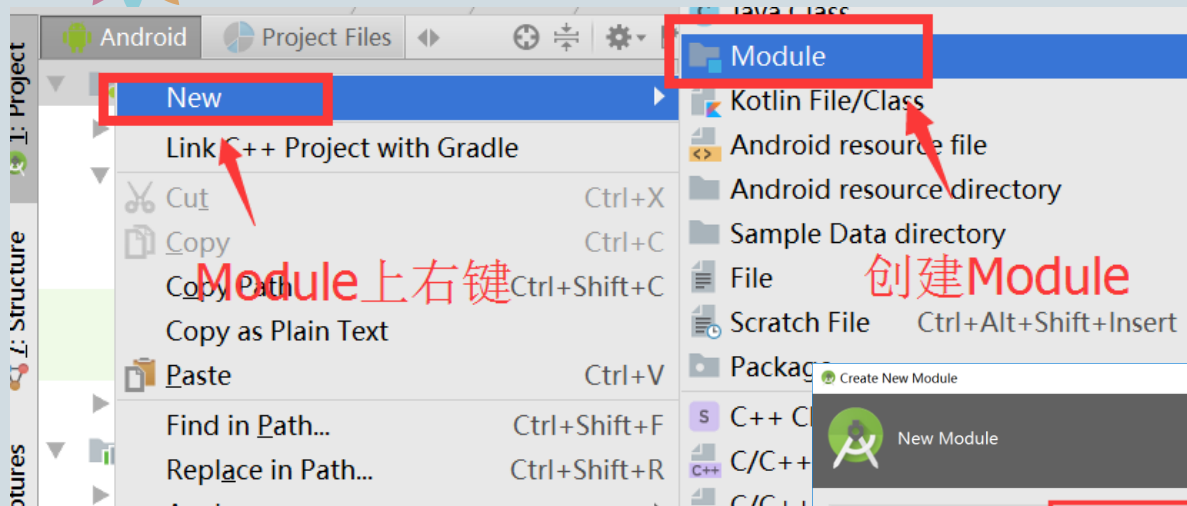 Android
Project Files
1: Project
Z: Structure
New
Link C++ Project with Gradle
Cut Ctrl+X
Copy Ctrl+C
Copy Path Ctrl+Shift+C
Module上右键
Copy as Plain Text
Paste Ctrl+V
Find in Path... Ctrl+Shift+F
Replace in Path... Ctrl+Shift+R
Java Class
Module
Kotlin File/Class
Android resource file
Android resource directory
Sample Data directory
File
创建Module
Scratch File Ctrl+Alt+Shift+Insert
Package
C++
C/C++
C/C++
Create New Module
New Module